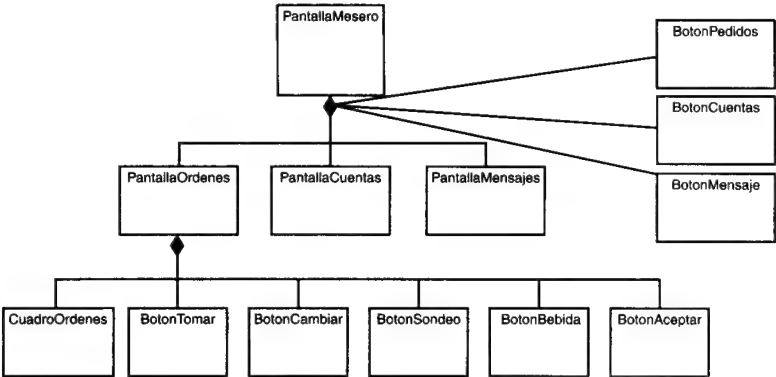 PantallaMesero
BotonPedidos
BotonCuentas
BotonMensaje
PantallaOrdenes
PantallaCuentas
PantallaMensajes
CuadroOrdenes
BotonTomar
BotonCambiar
BotonSondeo
BotonBebida
BotonAceptar